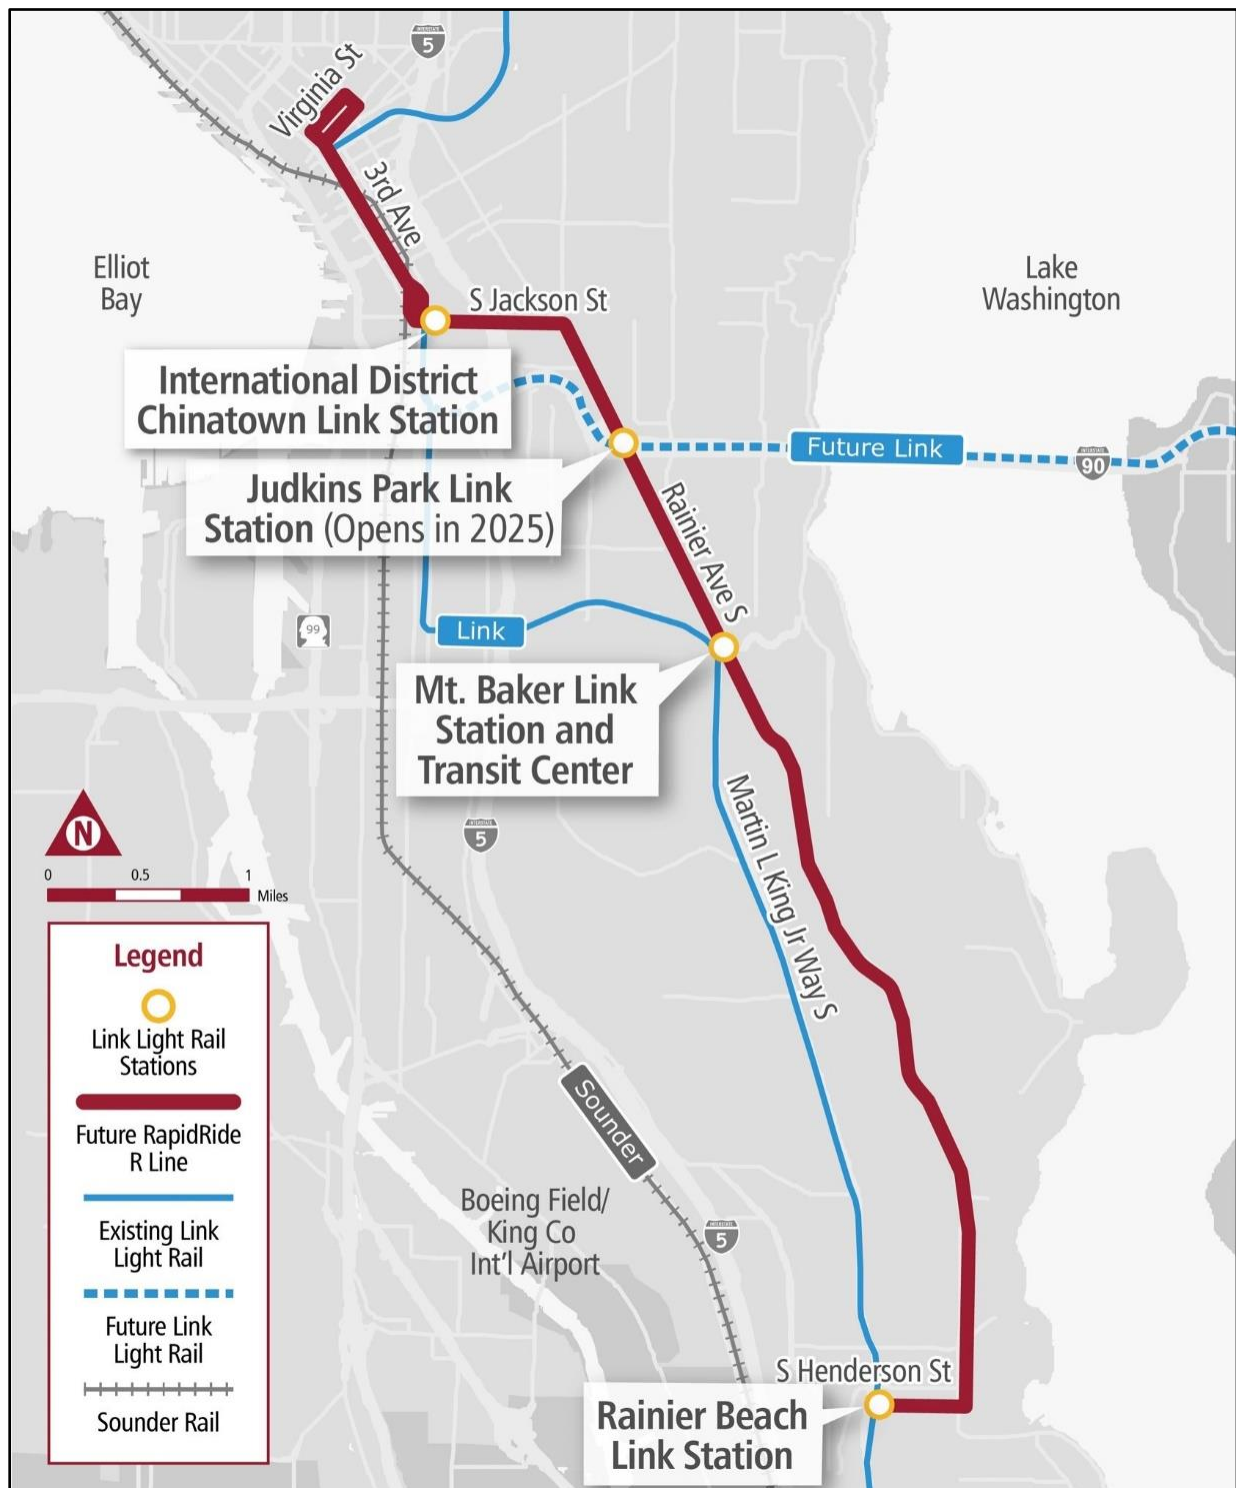 INTERSTATE
5
Virginia St
3rd Ave
Elliot
Bay
S Jackson St
Lake
Washington
International District
Chinatown Link Station
Future Link
INTERSTATE
90
Judkins Park Link
Station (Opens in 2025)
Rainier Ave S
99
Link
Mt. Baker Link
Station and
Transit Center
Martin L King Jr Way S
N
INTERSTATE
5
0 0.5 1
Miles
Legend
Link Light Rail
Stations
Future RapidRide
R Line
Existing Link
Light Rail
Future Link
Light Rail
Sounder Rail
Sounder
Boeing Field/
King Co
Int'l Airport
INTERSTATE
5
S Henderson St
Rainier Beach
Link Station